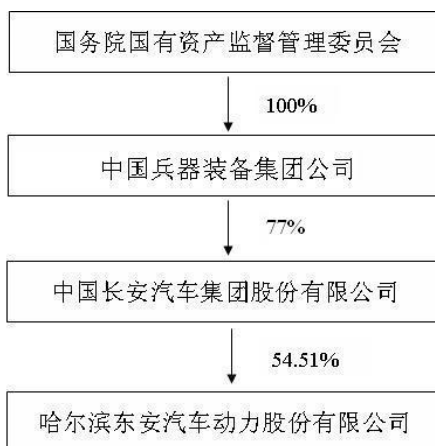 国务院国有资产监督管理委员会
100%
中国兵器装备集团公司
77%
中国长安汽车集团股份有限公司
54.51%
哈尔滨东安汽车动力股份有限公司